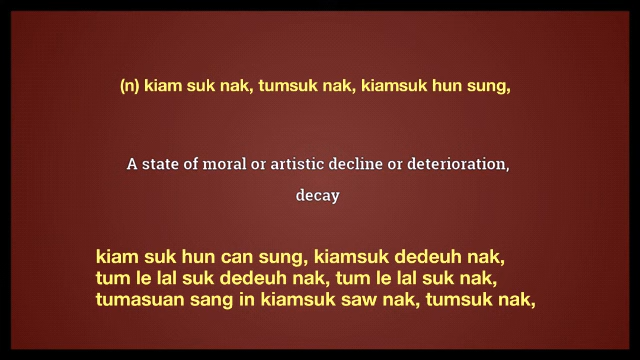 (n) kiam suk nak, tumsuk nak, kiamsuk hun sung,
A state of moral or artistic decline or deterioration,
decay
kiam suk hun can sung, kiamsuk dedeuh nak,
tum le lal suk dedeuh nak, tum le lal suk nak,
tumasuan sang in kiamsuk saw nak, tumsuk nak,